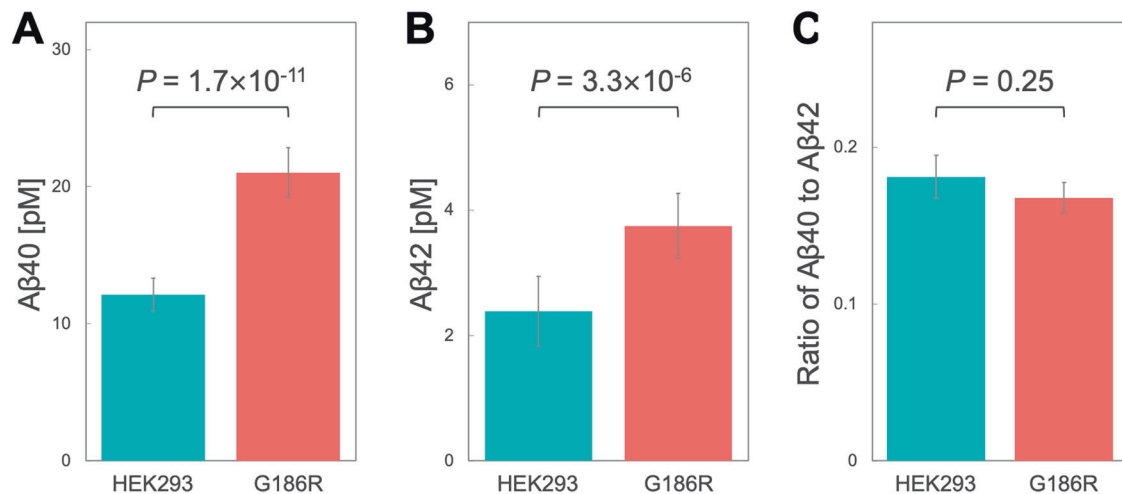 A
Aβ40 [pM]
30
20
10
0
P = 1.7×10⁻¹¹
HEK293
G186R
B
Aβ42 [pM]
6
4
2
0
P = 3.3×10⁻⁶
HEK293
G186R
C
Ratio of Aβ40 to Aβ42
0.2
0.1
0
P = 0.25
HEK293
G186R